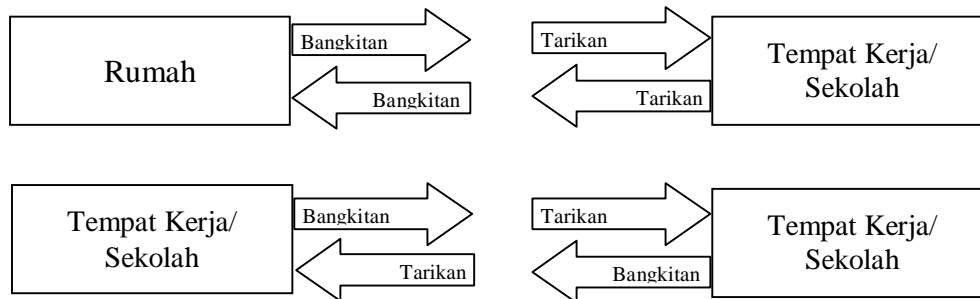 Bangkitan
Tarikan
Rumah
Tempat Kerja/
Sekolah
Bangkitan
Tarikan
Bangkitan
Tarikan
Tempat Kerja/
Sekolah
Tempat Kerja/
Sekolah
Tarikan
Bangkitan